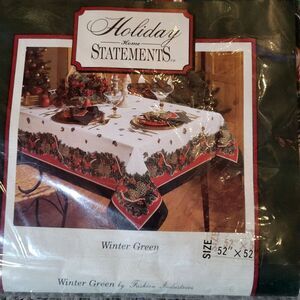 Holiday
Home
STATEMENTS
Winter Green
SIZE
52" × 52
Winter Green by Fashion Industries